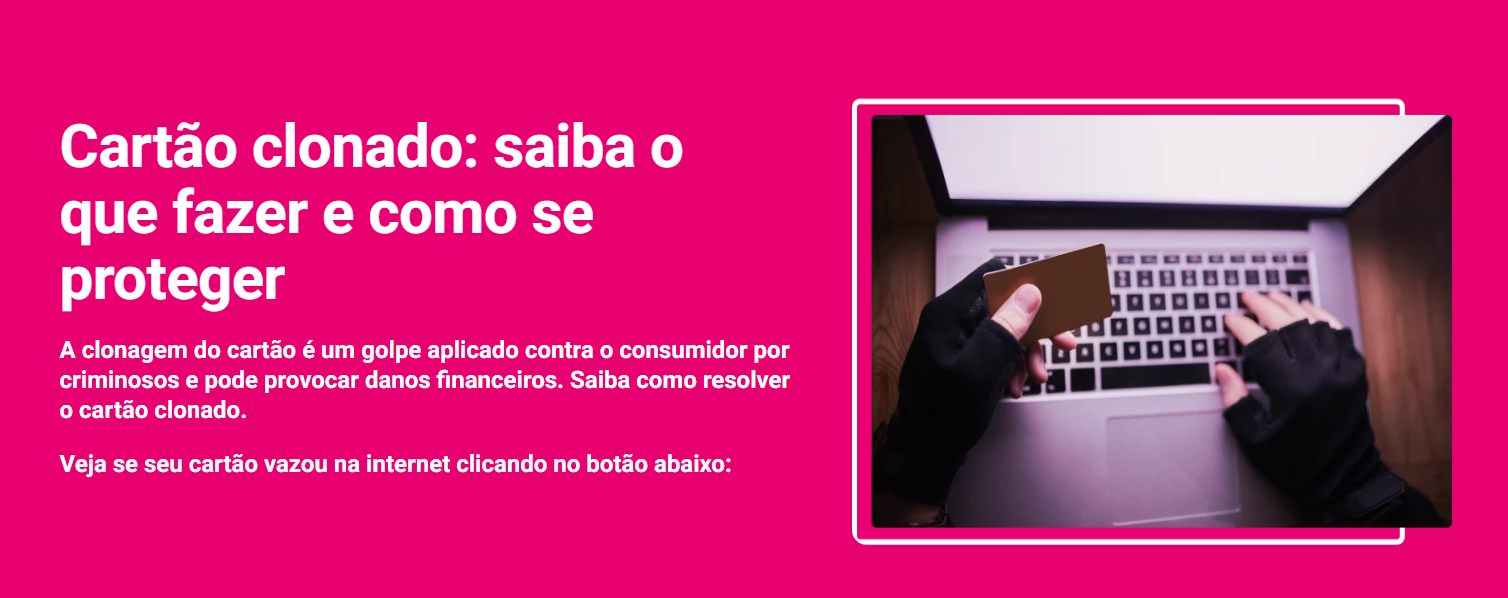 Cartão clonado: saiba o
que fazer e como se
proteger
A clonagem do cartão é um golpe aplicado contra o consumidor por
criminosos e pode provocar danos financeiros. Saiba como resolver
o cartão clonado.
Veja se seu cartão vazou na internet clicando no botão abaixo: